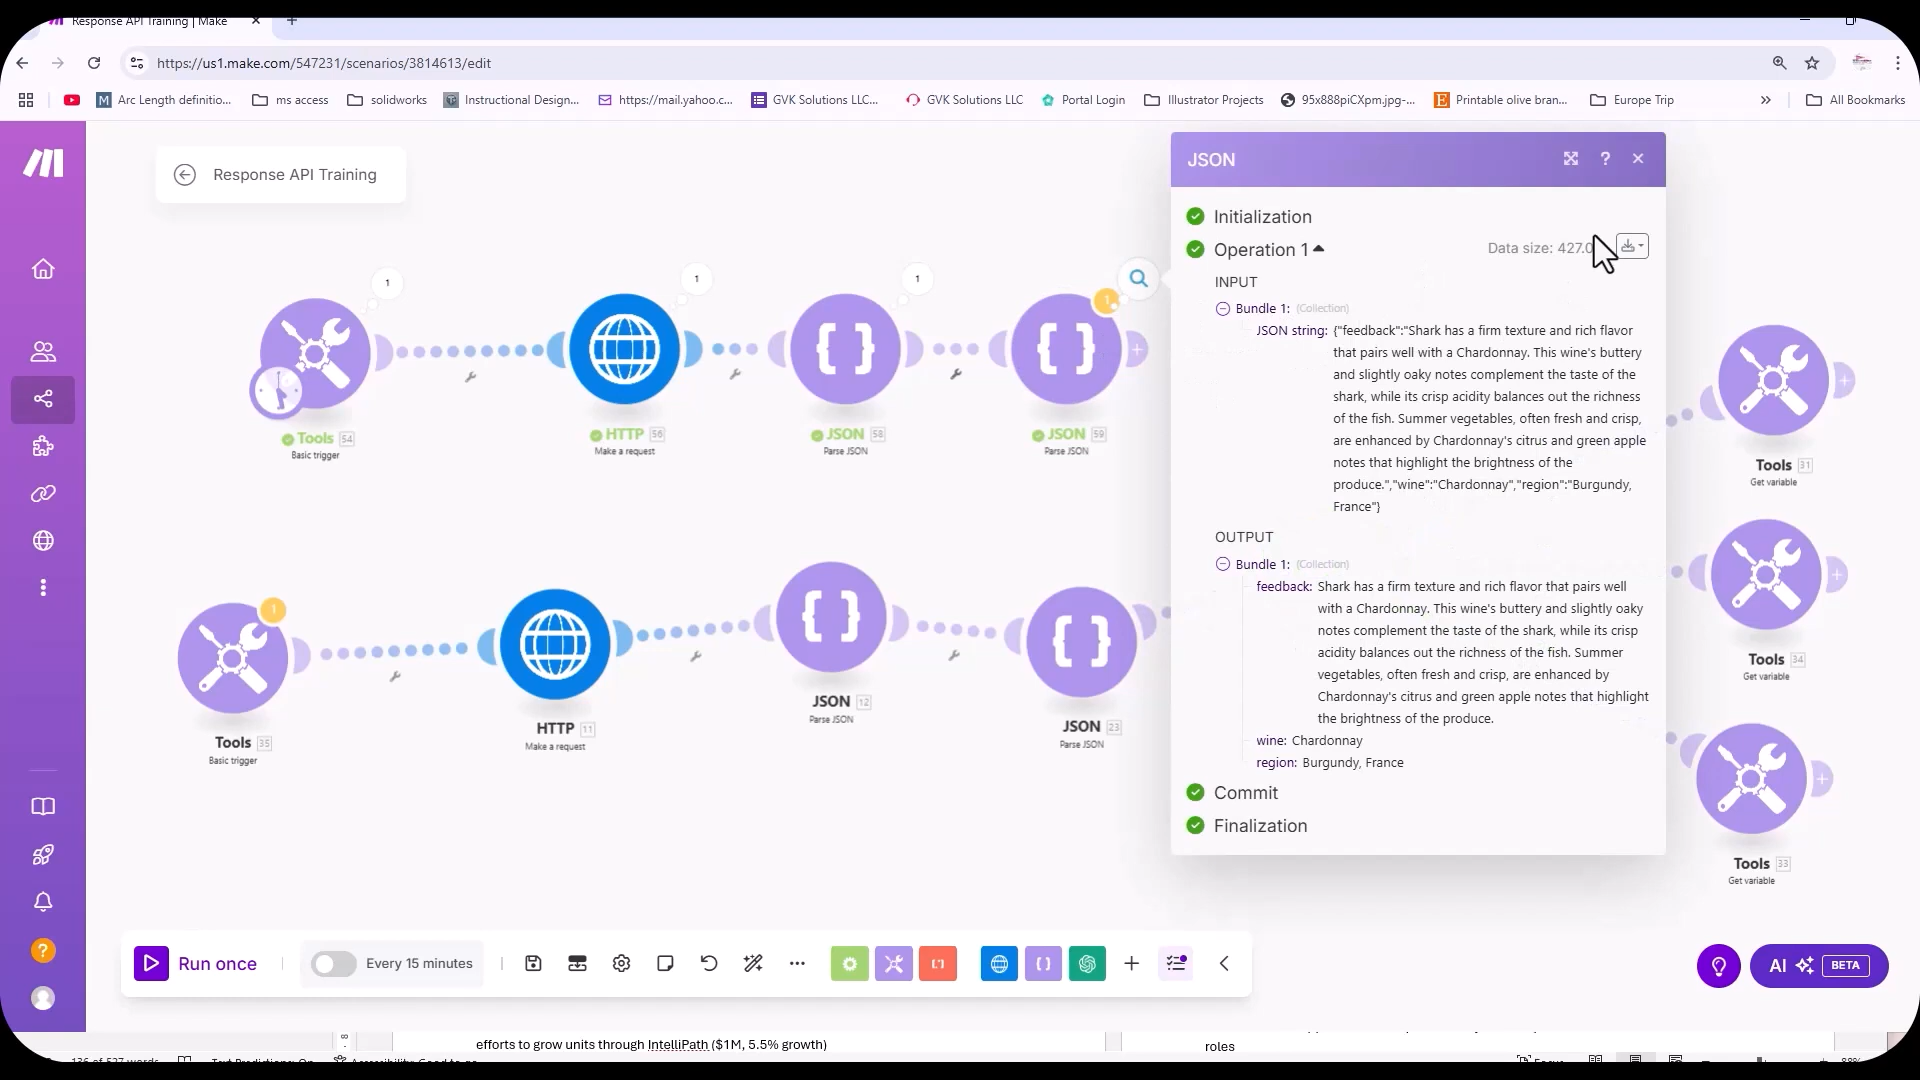 Response API Training | Make
https://us1.make.com/547231/scenarios/3814613/edit
Arc Length definitio...
ms access
solidworks
Instructional Design...
https://mail.yahoo.c...
GVK Solutions LLC...
GVK Solutions LLC
Portal Login
Illustrator Projects
95x888piCXpm.jpg-...
Printable olive bran...
Europe Trip
All Bookmarks
Response API Training
JSON
Initialization
Operation 1
Data size: 427.0
INPUT
Bundle 1: (Collection)
JSON string: {"feedback":"Shark has a firm texture and rich flavor
that pairs well with a Chardonnay. This wine's buttery
and slightly oaky notes complement the taste of the
shark, while its crisp acidity balances out the richness
of the fish. Summer vegetables, often fresh and crisp,
are enhanced by Chardonnay's citrus and green apple
notes that highlight the brightness of the
produce.","wine":"Chardonnay","region":"Burgundy,
France"}
OUTPUT
Bundle 1: (Collection)
feedback: Shark has a firm texture and rich flavor that pairs well
with a Chardonnay. This wine's buttery and slightly oaky
notes complement the taste of the shark, while its crisp
acidity balances out the richness of the fish. Summer
vegetables, often fresh and crisp, are enhanced by
Chardonnay's citrus and green apple notes that highlight
the brightness of the produce.
wine: Chardonnay
region: Burgundy, France
Commit
Finalization
1
1
1
1
Tools 54
Basic trigger
HTTP 56
Make a request
JSON 58
Parse JSON
JSON 59
Parse JSON
1
Tools 35
Basic trigger
HTTP 11
Make a request
JSON 12
Parse JSON
JSON 23
Parse JSON
Tools 31
Get variable
Tools 34
Get variable
Tools 33
Get variable
Run once
Every 15 minutes
AI
BETA
efforts to grow units through IntelliPath ($1M, 5.5% growth)
roles